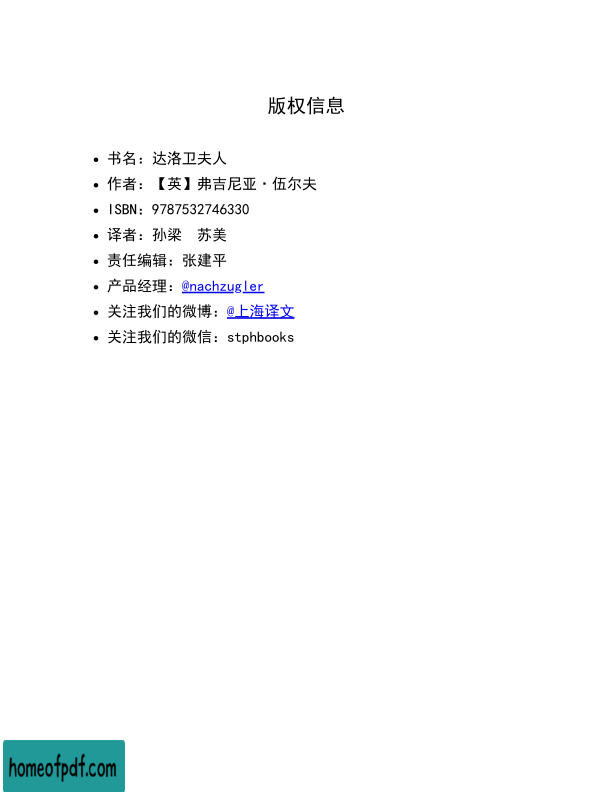 版权信息
• 书名：达洛卫夫人
• 作者：【英】弗吉尼亚·伍尔夫
• ISBN：9787532746330
• 译者：孙梁　苏美
• 责任编辑：张建平
• 产品经理：@nachzugler
• 关注我们的微博：@上海译文
• 关注我们的微信：stphbooks
homeofpdf.com